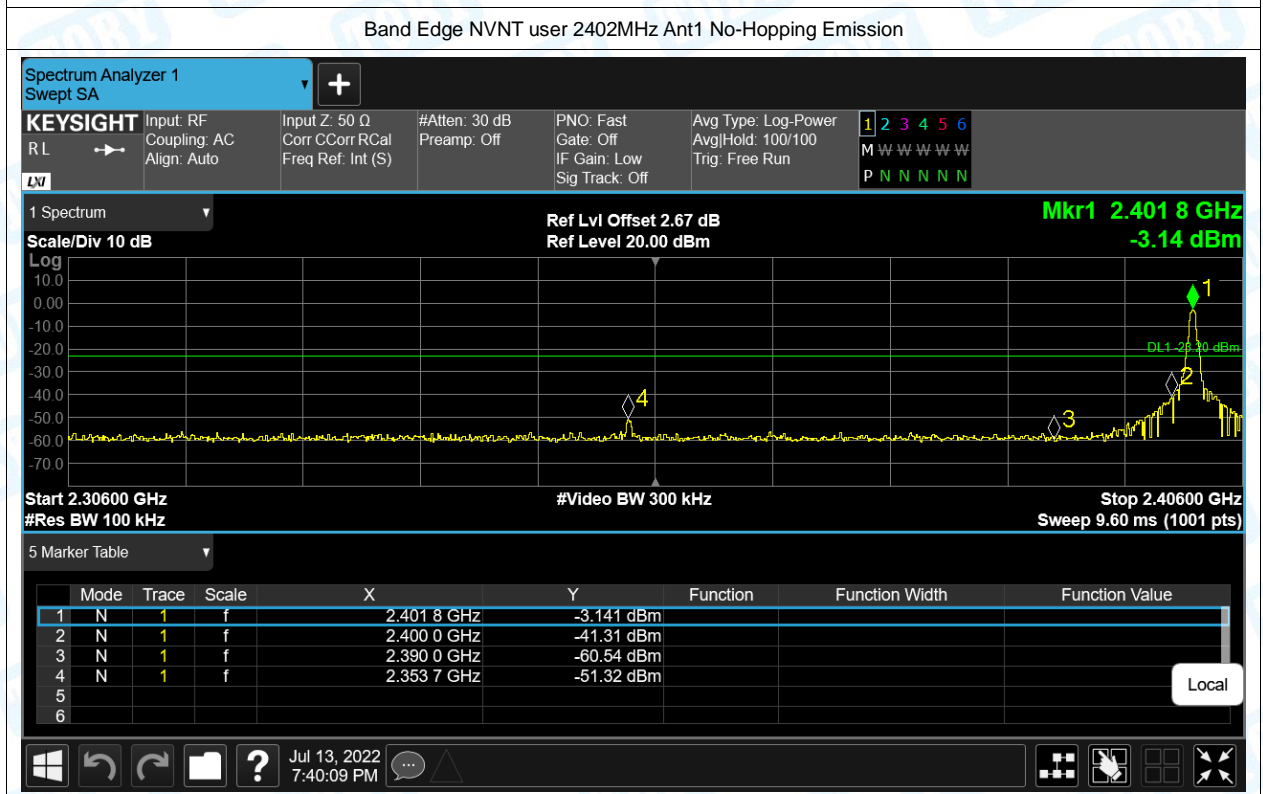 Band Edge NVNT user 2402MHz Ant1 No-Hopping Emission
Spectrum Analyzer 1
Swept SA
KEYSIGHT
R L
LXI
Input: RF
Coupling: AC
Align: Auto
Input Z: 50 Ω
Corr CCorr RCal
Freq Ref: Int (S)
#Atten: 30 dB
Preamp: Off
PNO: Fast
Gate: Off
IF Gain: Low
Sig Track: Off
Avg Type: Log-Power
Avg|Hold: 100/100
Trig: Free Run
1 2 3 4 5 6
M W W W W W
P N N N N N
1 Spectrum
Scale/Div 10 dB
Ref Lvl Offset 2.67 dB
Ref Level 20.00 dBm
Mkr1 2.401 8 GHz
-3.14 dBm
Log
10.0
0.00
-10.0
-20.0
-30.0
-40.0
-50.0
-60.0
-70.0
1
DL1 -23.20 dBm
2
4
3
Start 2.30600 GHz
#Video BW 300 kHz
Stop 2.40600 GHz
#Res BW 100 kHz
Sweep 9.60 ms (1001 pts)
5 Marker Table
Mode Trace Scale X Y Function Function Width Function Value
1 N 1 f 2.401 8 GHz -3.141 dBm
2 N 1 f 2.400 0 GHz -41.31 dBm
3 N 1 f 2.390 0 GHz -60.54 dBm
4 N 1 f 2.353 7 GHz -51.32 dBm
5
6
Local
?
Jul 13, 2022
7:40:09 PM